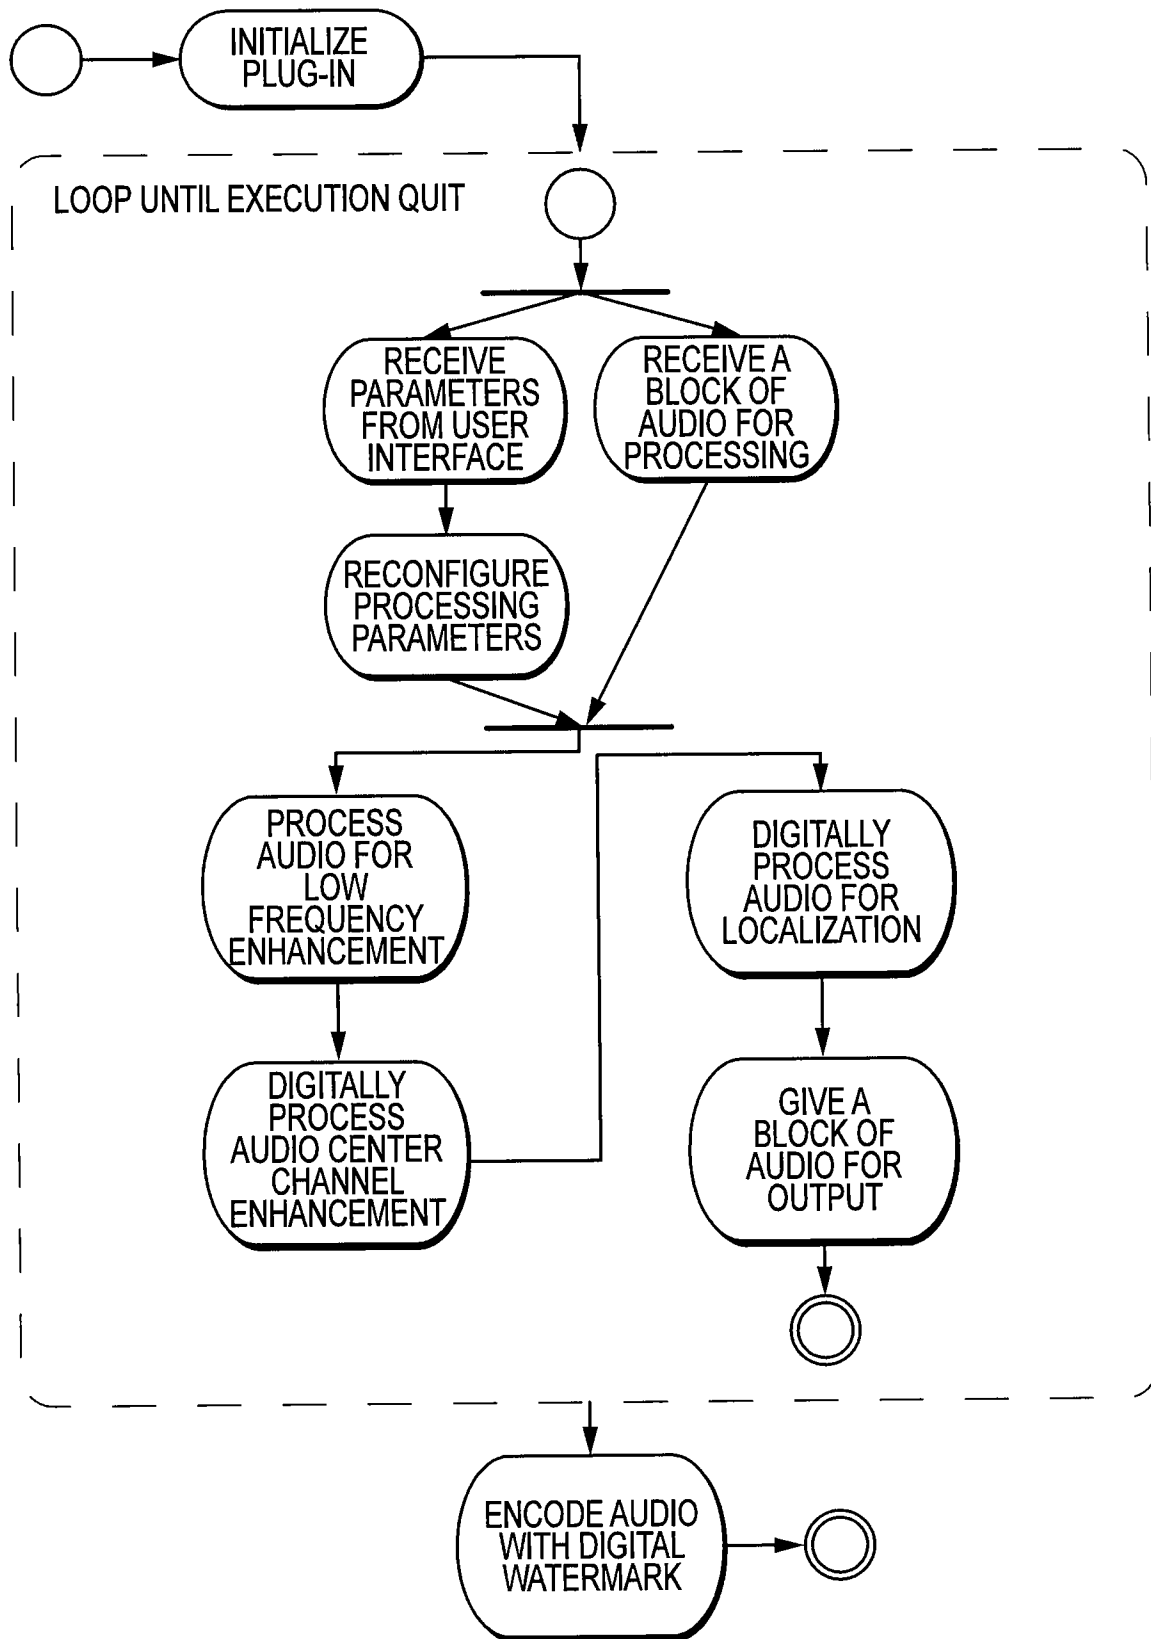 INITIALIZE
PLUG-IN
LOOP UNTIL EXECUTION QUIT
RECEIVE
PARAMETERS
FROM USER
INTERFACE
RECEIVE A
BLOCK OF
AUDIO FOR
PROCESSING
RECONFIGURE
PROCESSING
PARAMETERS
PROCESS
AUDIO FOR
LOW
FREQUENCY
ENHANCEMENT
DIGITALLY
PROCESS
AUDIO CENTER
CHANNEL
ENHANCEMENT
DIGITALLY
PROCESS
AUDIO FOR
LOCALIZATION
GIVE A
BLOCK OF
AUDIO FOR
OUTPUT
ENCODE AUDIO
WITH DIGITAL
WATERMARK